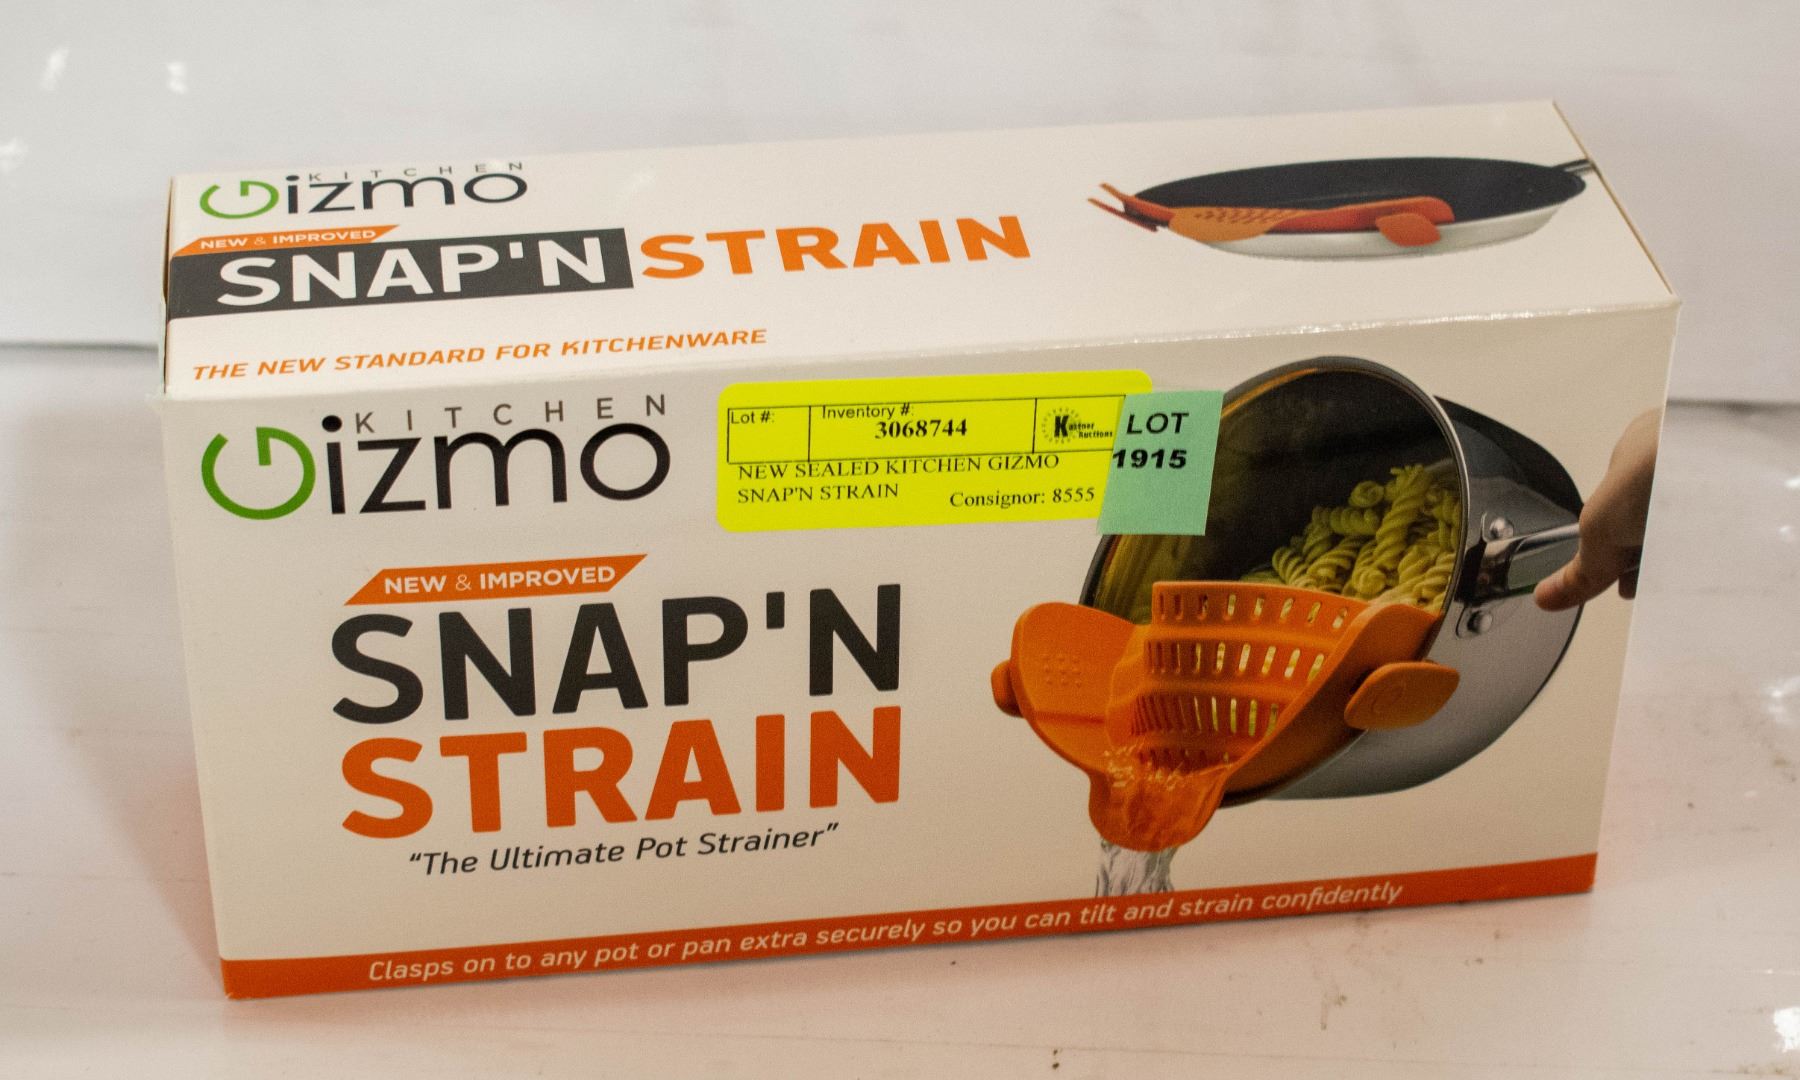 KITCHEN
Gizmo
NEW & IMPROVED
SNAP'N STRAIN
THE NEW STANDARD FOR KITCHENWARE
KITCHEN
Gizmo
Lot #:
Inventory #:
3068744
Kastner
Auctions
NEW SEALED KITCHEN GIZMO
SNAP'N STRAIN
Consignor: 8555
LOT
1915
NEW & IMPROVED
SNAP'N
STRAIN
“The Ultimate Pot Strainer”
Clasps on to any pot or pan extra securely so you can tilt and strain confidently